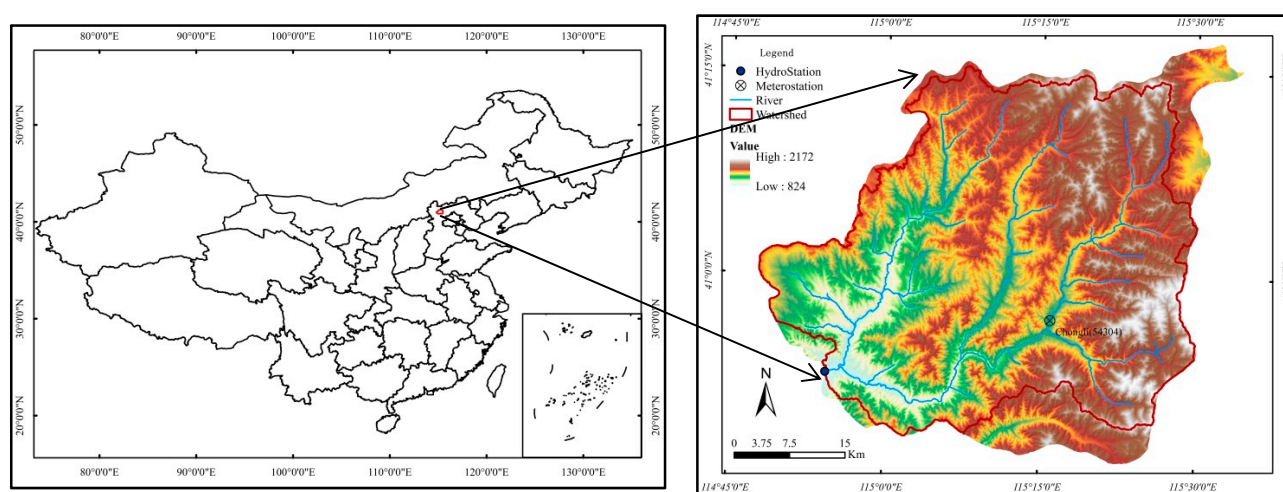 80°0'0"E 90°0'0"E 100°0'0"E 110°0'0"E 120°0'0"E 130°0'0"E
50°0'0"N
40°0'0"N
30°0'0"N
20°0'0"N
50°0'0"N
40°0'0"N
30°0'0"N
20°0'0"N
80°0'0"E 90°0'0"E 100°0'0"E 110°0'0"E 120°0'0"E 130°0'0"E
114°45'0"E 115°0'0"E 115°15'0"E 115°30'0"E
41°15'0"N
41°0'0"N
Legend
HydroStation
Meterostation
River
Watershed
DEM
Value
High : 2172
Low : 824
Chongli(54304)
N
0 3.75 7.5 15
Km
114°45'0"E 115°0'0"E 115°15'0"E 115°30'0"E